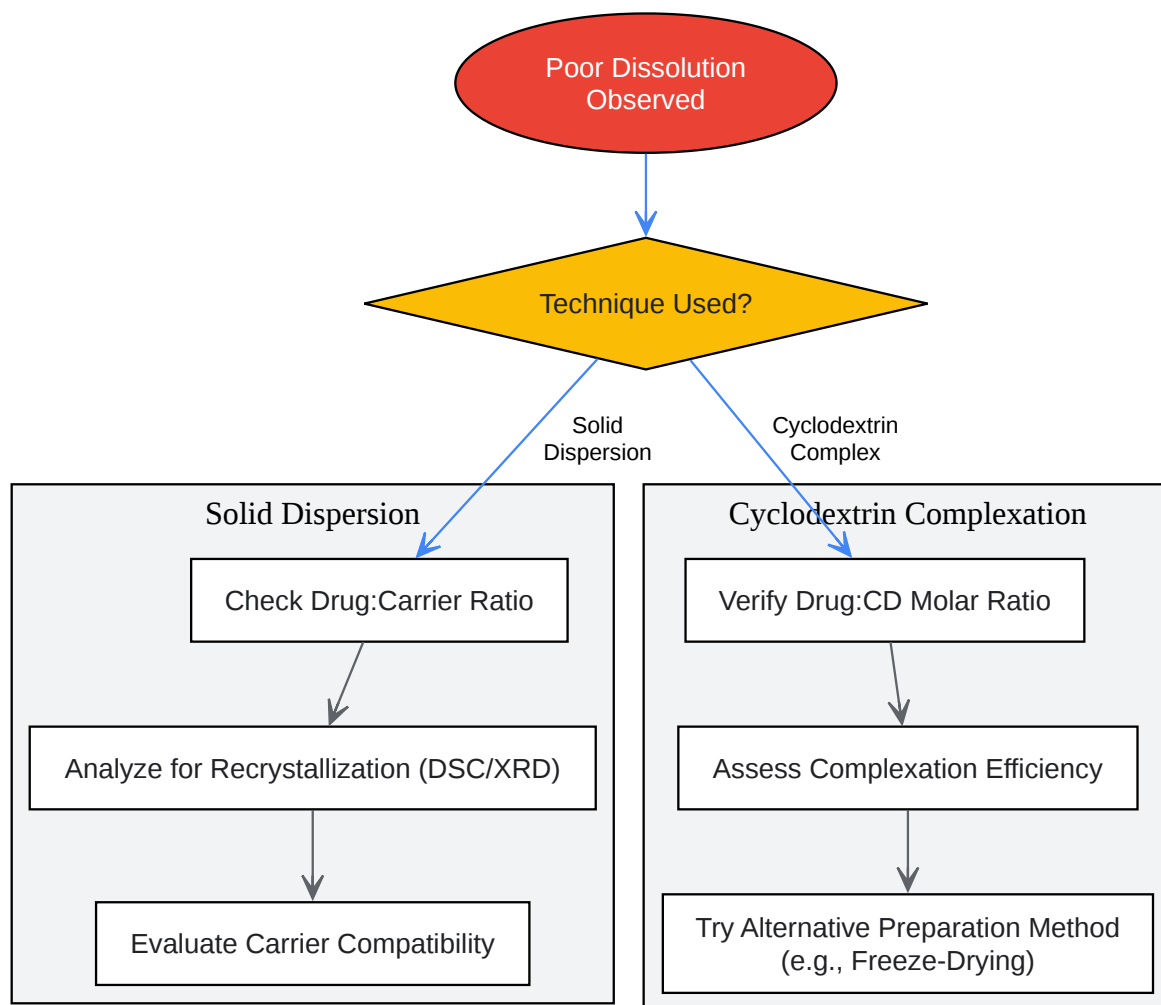 Poor Dissolution
Observed
Technique Used?
Solid
Dispersion
Cyclodextrin
Complex
Solid Dispersion
Check Drug:Carrier Ratio
Analyze for Recrystallization (DSC/XRD)
Evaluate Carrier Compatibility
Cyclodextrin Complexation
Verify Drug:CD Molar Ratio
Assess Complexation Efficiency
Try Alternative Preparation Method
(e.g., Freeze-Drying)